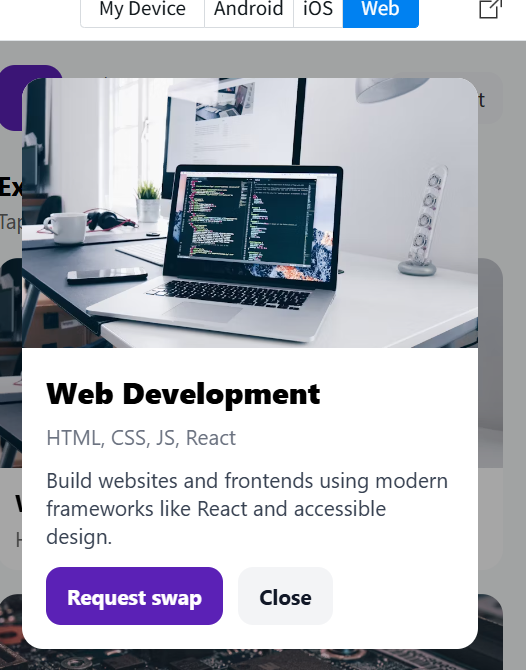 My Device Android iOS Web
t
Ex
Tap
Web Development
HTML, CSS, JS, React
Build websites and frontends using modern
frameworks like React and accessible
design.
Request swap Close